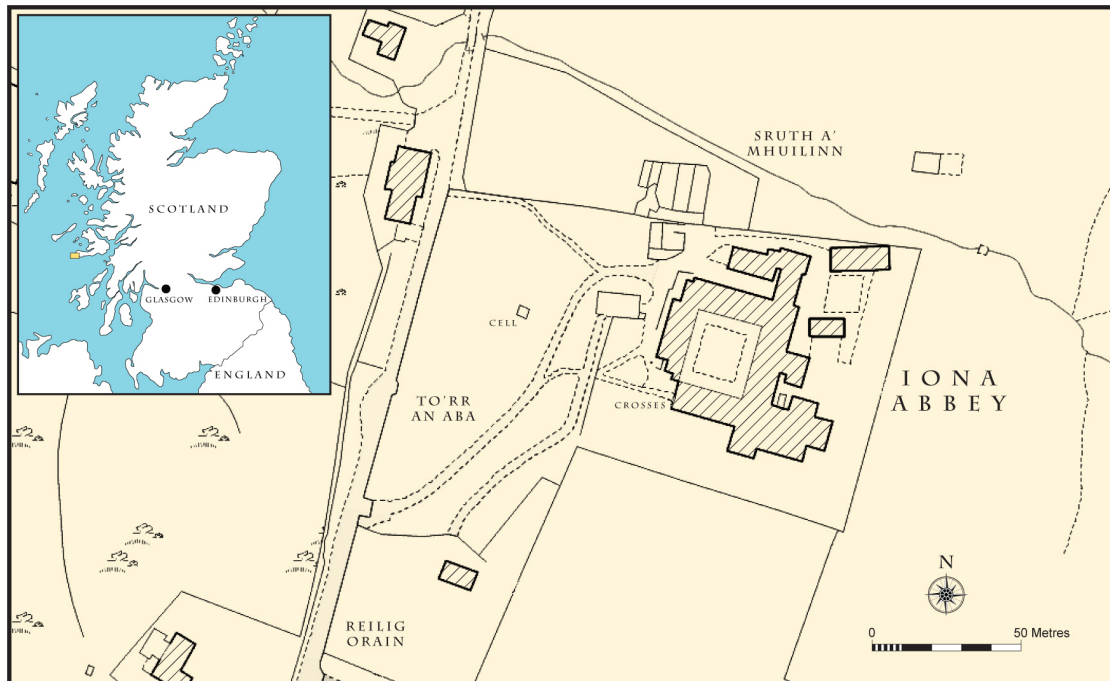 SCOTLAND
GLASGOW
EDINBURGH
ENGLAND
SRUTH A'
MHUILINN
CELL
TO'RR
AN ABA
CROSSES
IONA
ABBEY
REILIG
ORAIN
N
0
50 Metres